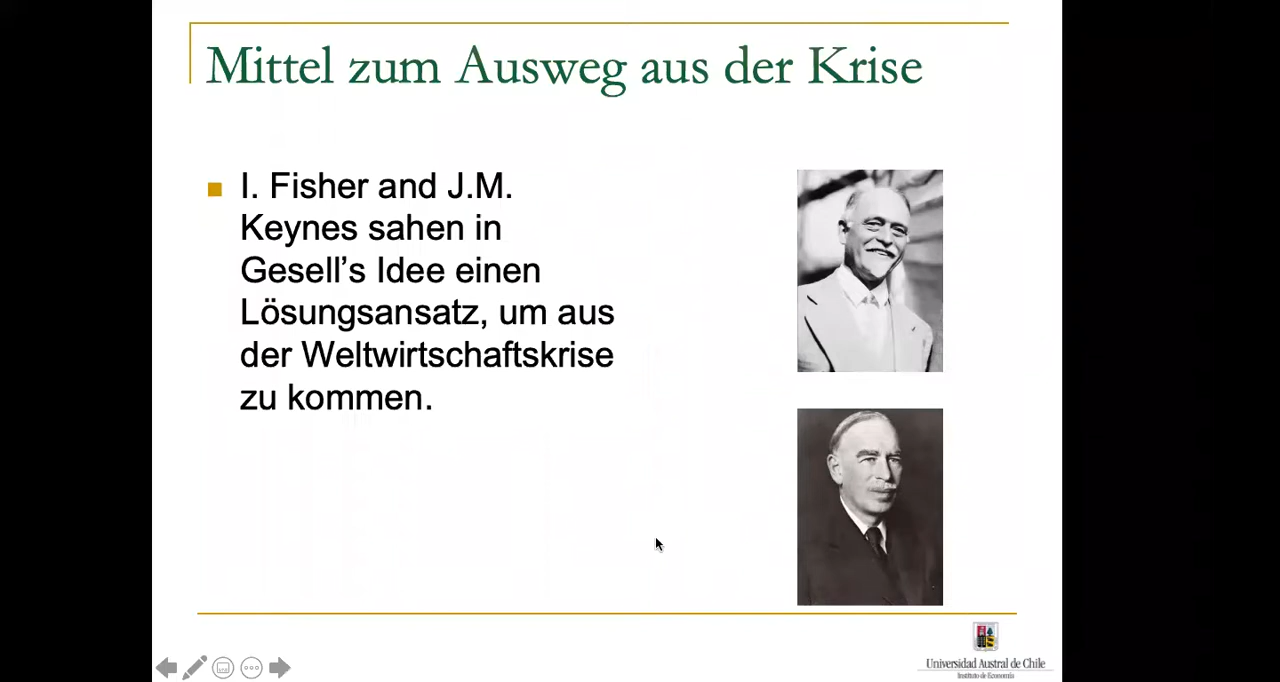 Mittel zum Ausweg aus der Krise
I. Fisher and J.M.
Keynes sahen in
Gesell's Idee einen
Lösungsansatz, um aus
der Weltwirtschaftskrise
zu kommen.
Universidad Austral de Chile
Instituto de Economía